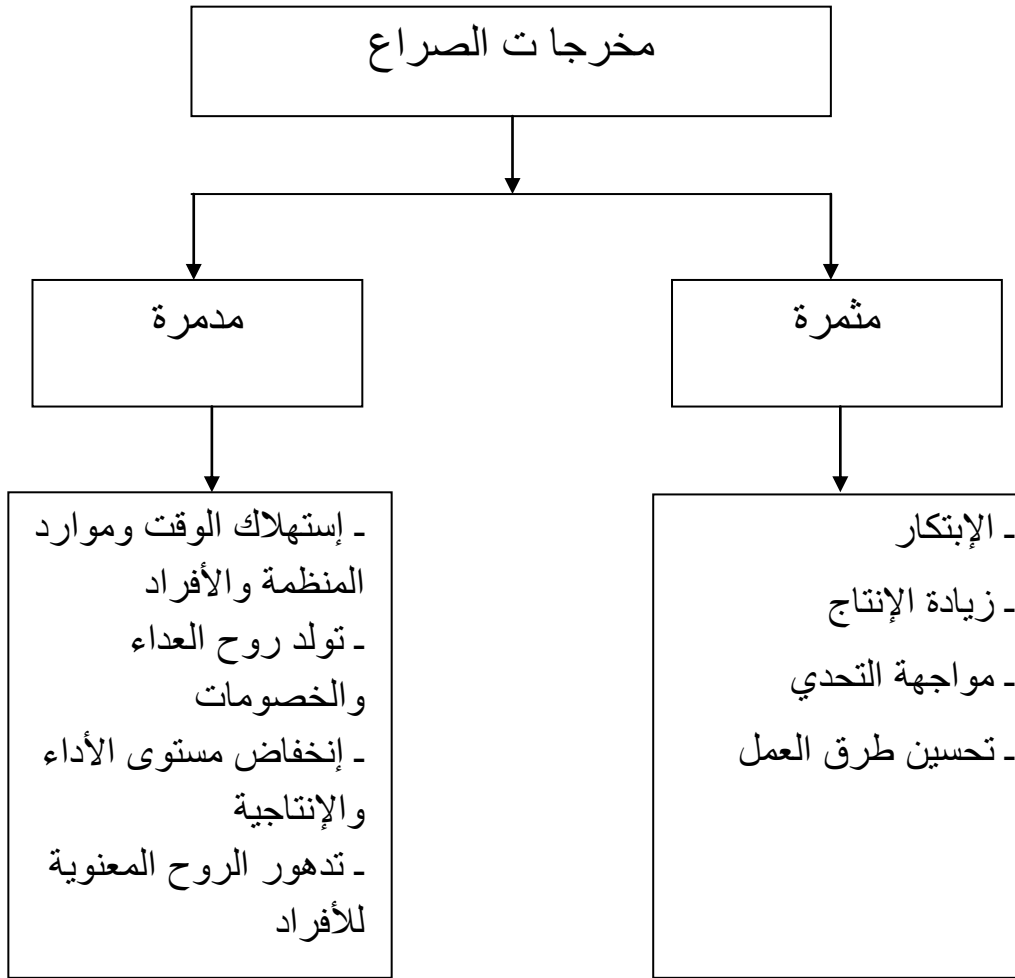 مخرجا ت الصراع
مثمرة
مدمرة
ـ الإبتكار
ـ زيادة الإنتاج
ـ مواجهة التحدي
ـ تحسين طرق العمل
ـ إستهلاك الوقت وموارد
المنظمة والأفراد
ـ تولد روح العداء
والخصومات
ـ إنخفاض مستوى الأداء
والإنتاجية
ـ تدهور الروح المعنوية
للأفراد